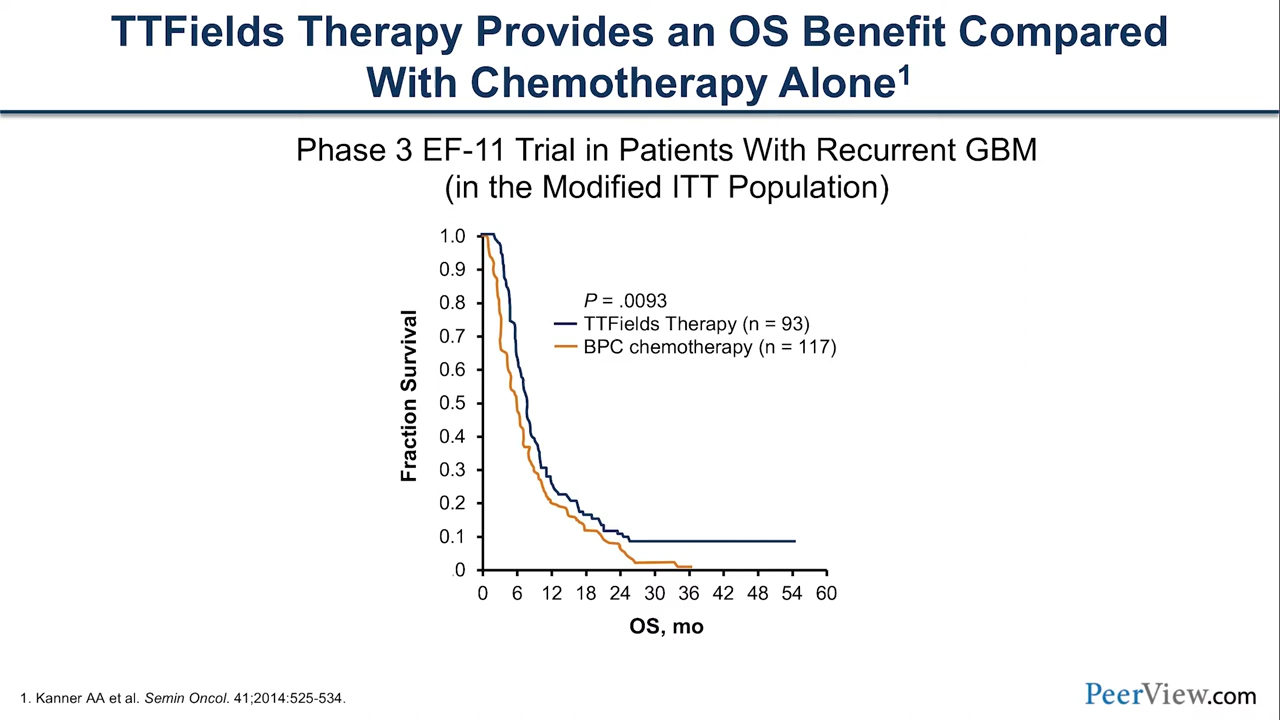 TTFields Therapy Provides an OS Benefit Compared
With Chemotherapy Alone1
Phase 3 EF-11 Trial in Patients With Recurrent GBM
(in the Modified ITT Population)
1.0
0.9
0.8
0.7
0.6
0.5
0.4
0.3
0.2
0.1
.0
Fraction Survival
P = .0093
TTFields Therapy (n = 93)
BPC chemotherapy (n = 117)
0 6 12 18 24 30 36 42 48 54 60
OS, mo
1. Kanner AA et al. Semin Oncol. 41;2014:525-534.
PeerView.com